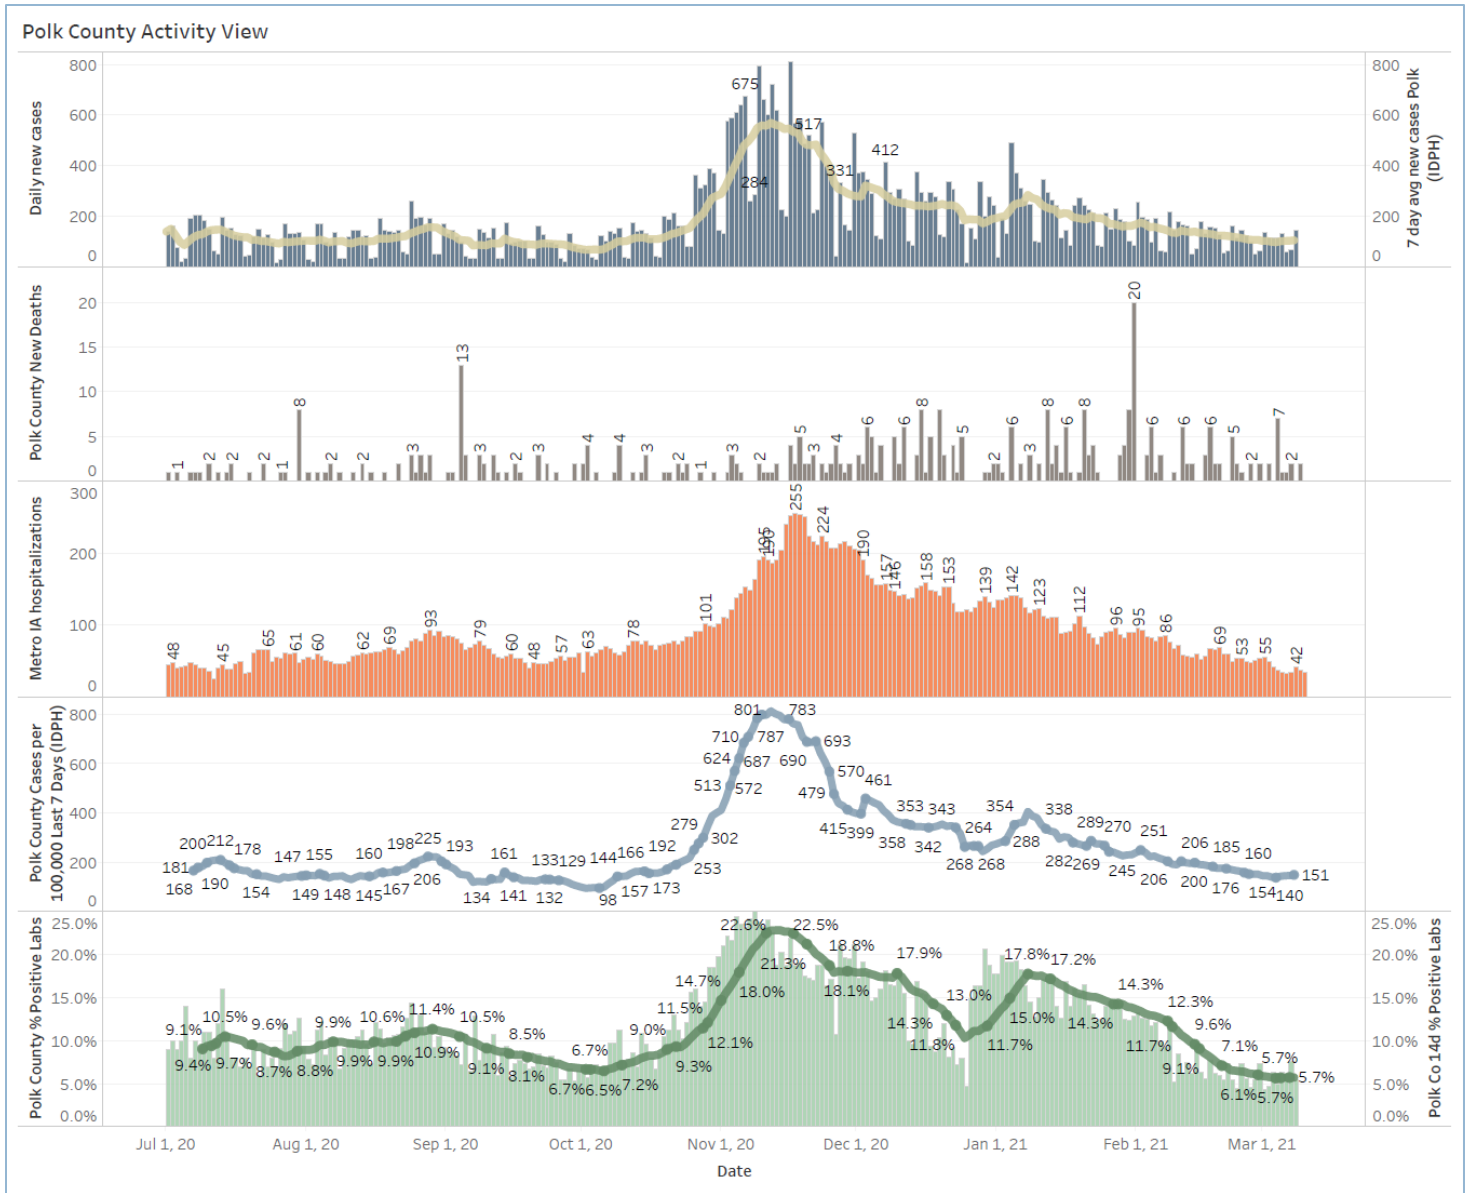 Polk County Activity View
Daily new cases
800
600
400
200
0
675
284
517
331
412
800
600
400
200
0
7 day avg new cases Polk
(IDPH)
Polk County New Deaths
20
15
10
5
0
1 2 2 2 1 8 2 2 3 13 3 2 3 4 4 3 2 1 3 2 5 3 4 6 6 8 5 2 6 3 8 6 8 20 6 6 6 5 2 7 2
Metro IA hospitalizations
300
200
100
0
48 45 65 61 60 62 69 93 79 60 48 57 63 78 101 195 190 255 224 190 157 146 158 153 139 142 123 112 96 95 86 69 53 55 42
Polk County Cases per
100,000 Last 7 Days (IDPH)
800
600
400
200
0
181 200 212 178 147 155 160 198 225 193 161 133 129 144 166 192 279
168 190 154 149 148 145 167 206 134 141 132 98 157 173 253
302 513 572 624 687 710 787 801 783 690 693 479 570 461
415 399 358 353 342 343 268 264 268 354 288 338 282 269 289 270 245 251 206 206 200 185 176 160 154 140 151
Polk County % Positive Labs
25.0%
20.0%
15.0%
10.0%
5.0%
0.0%
9.1% 10.5% 9.6% 9.9% 10.6% 11.4% 10.5% 8.5% 6.7% 9.0% 11.5% 14.7% 22.6% 22.5% 18.8% 17.9% 13.0% 17.8% 17.2% 14.3% 12.3% 9.6% 7.1% 5.7%
9.4% 9.7% 8.7% 8.8% 9.9% 9.9% 10.9% 9.1% 8.1% 6.7% 6.5% 7.2% 9.3% 12.1% 18.0% 21.3% 18.1% 14.3% 11.8% 11.7% 15.0% 14.3% 11.7% 9.1% 6.1% 5.7% 5.7%
25.0%
20.0%
15.0%
10.0%
5.0%
0.0%
Polk Co 14d % Positive Labs
Jul 1, 20 Aug 1, 20 Sep 1, 20 Oct 1, 20 Nov 1, 20 Dec 1, 20 Jan 1, 21 Feb 1, 21 Mar 1, 21
Date